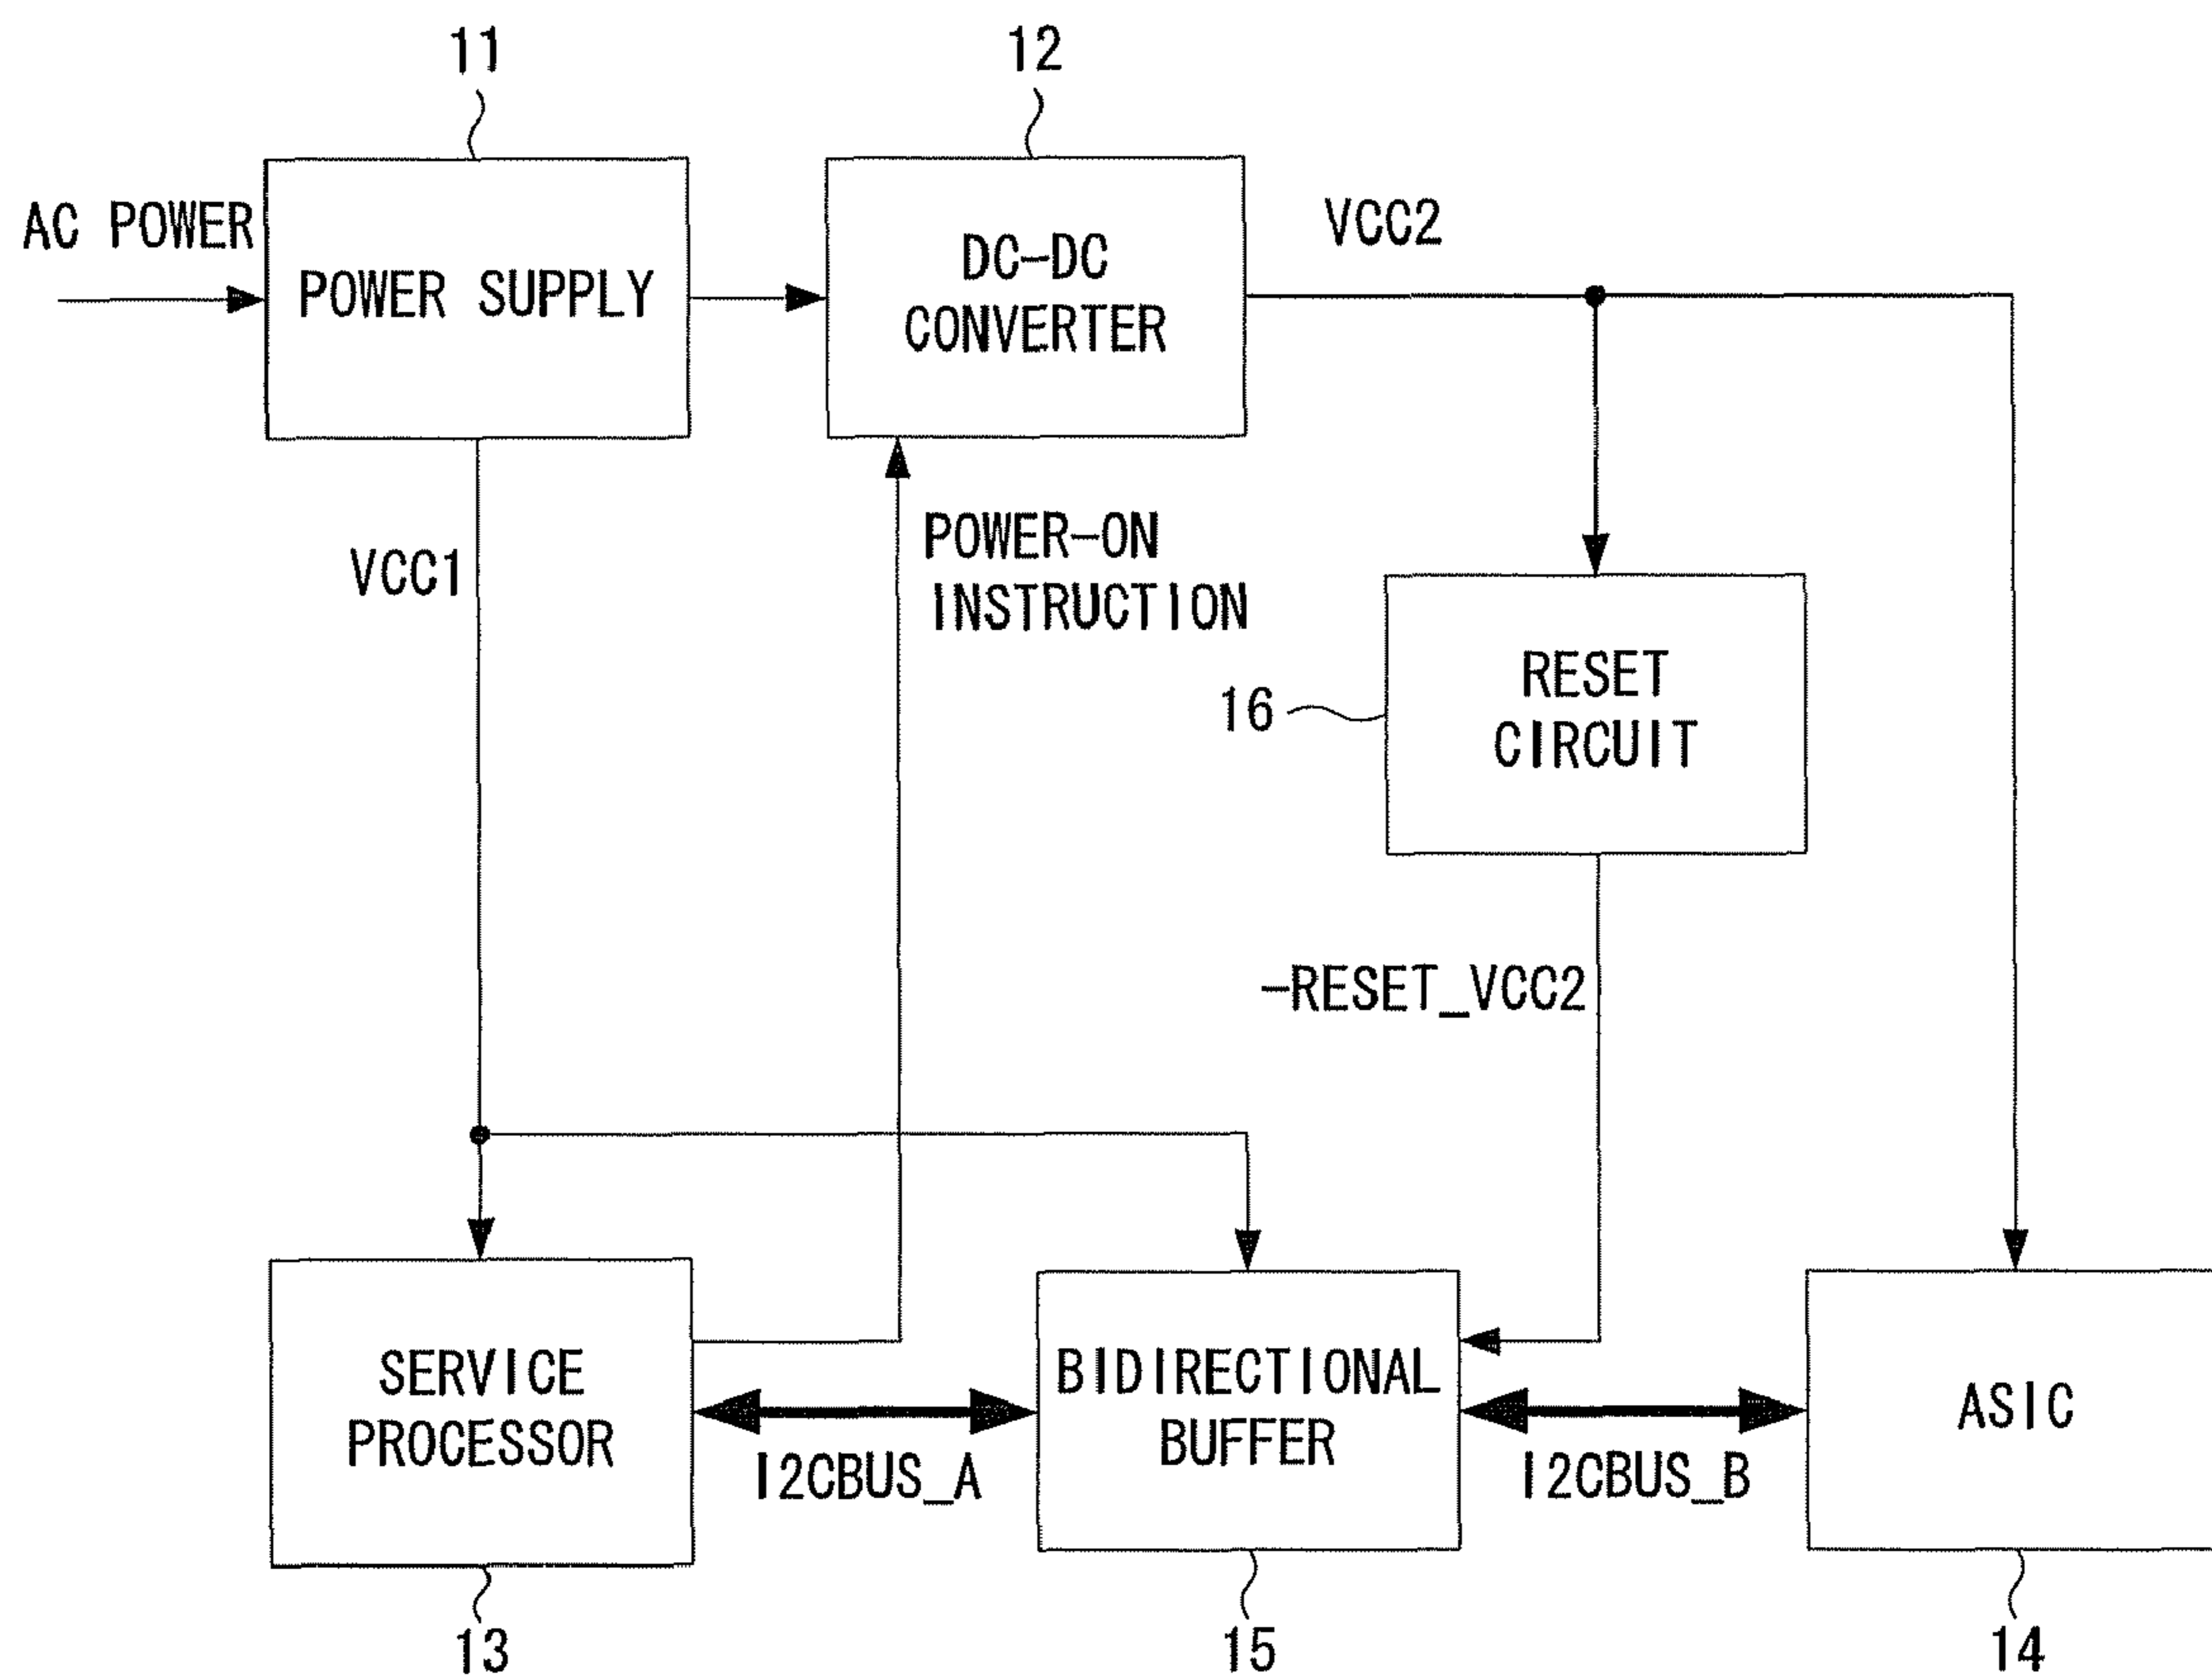 11
12
AC POWER
POWER SUPPLY
DC-DC
CONVERTER
VCC2
VCC1
POWER-ON
INSTRUCTION
RESET
CIRCUIT
16
-RESET_VCC2
SERVICE
PROCESSOR
I2CBUS_A
BIDIRECTIONAL
BUFFER
I2CBUS_B
ASIC
13
15
14